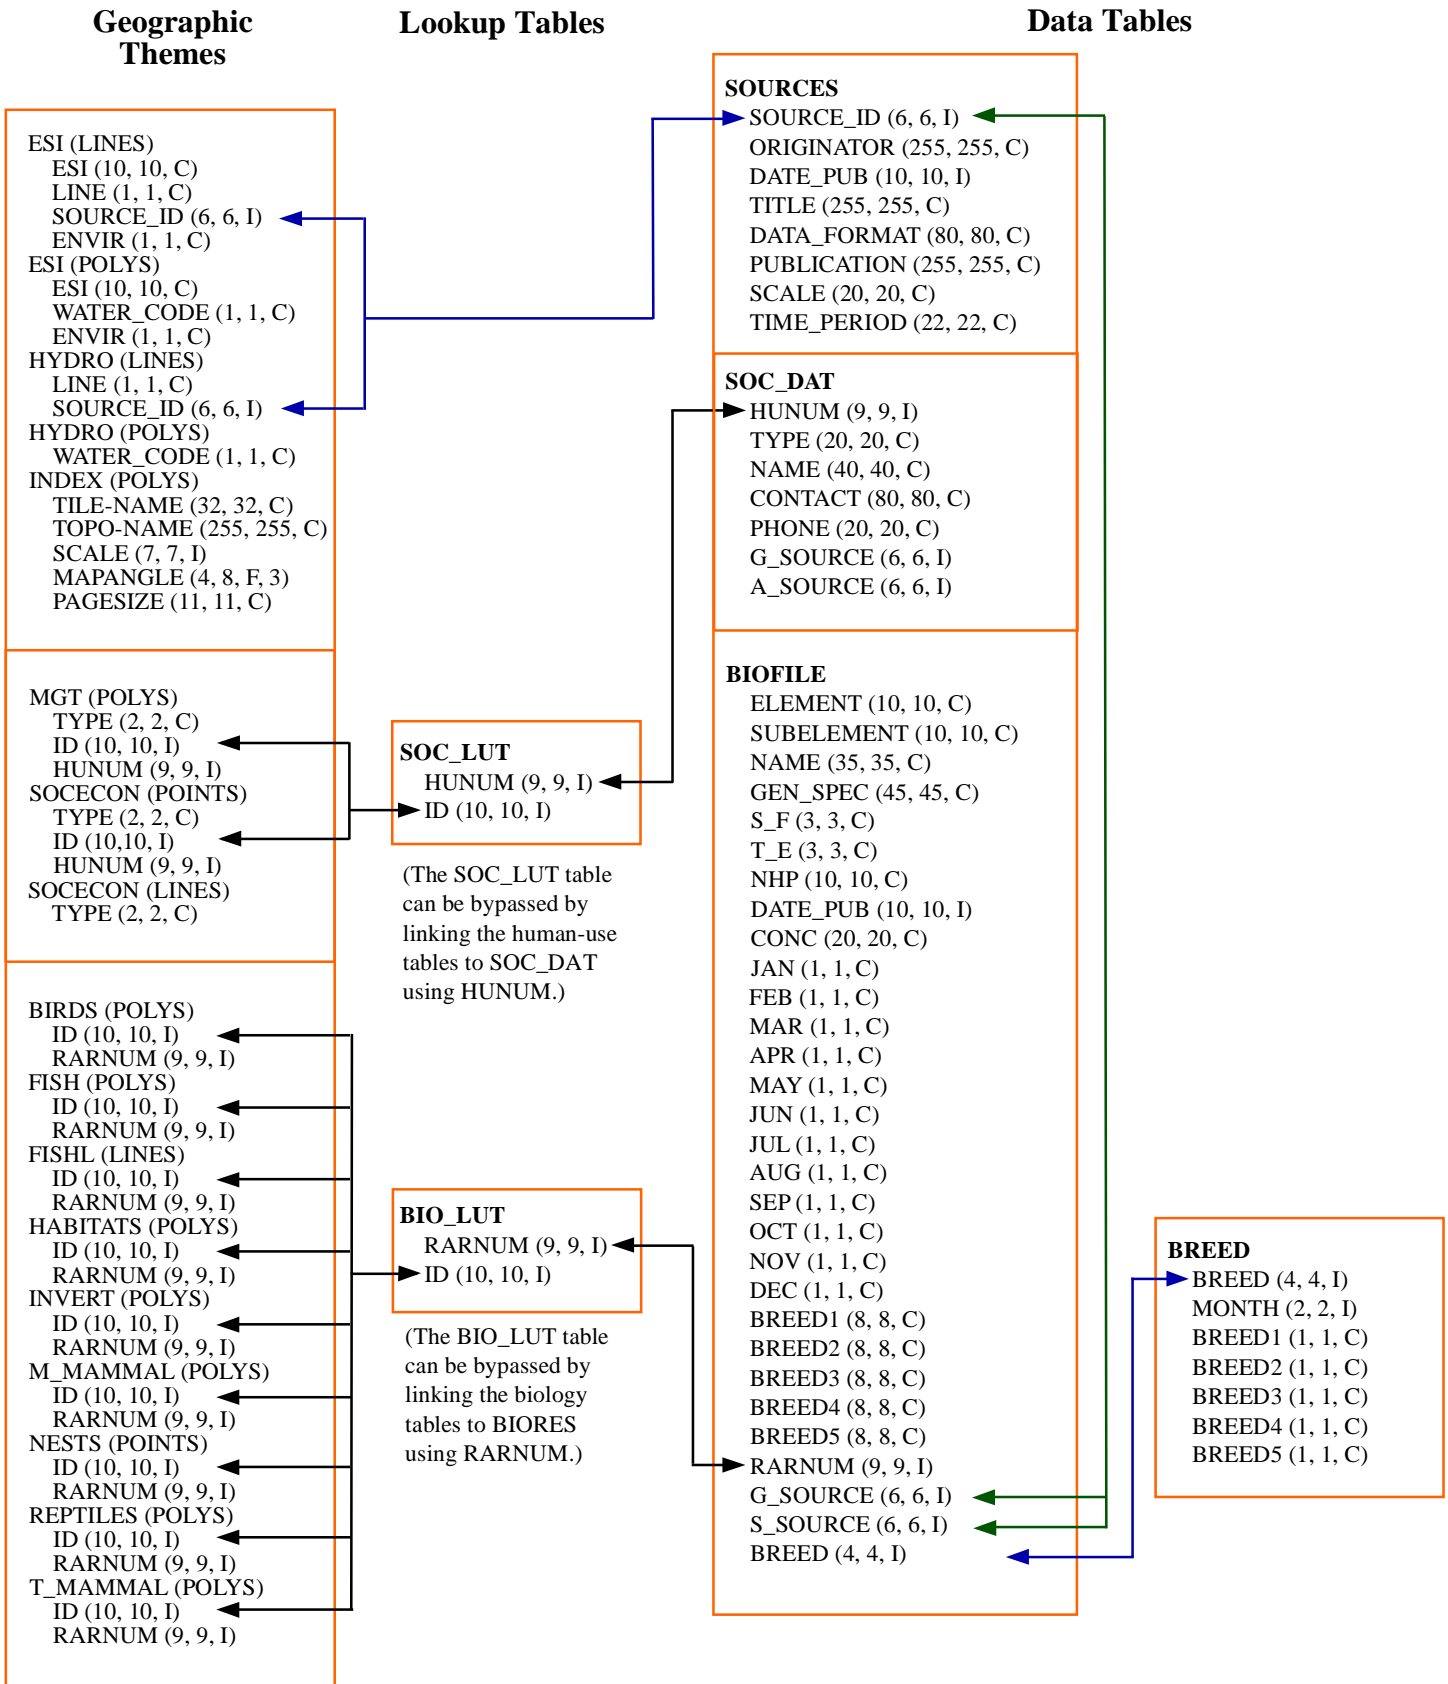 Geographic
Themes
Lookup Tables
Data Tables
ESI (LINES)
ESI (10, 10, C)
LINE (1, 1, C)
SOURCE_ID (6, 6, I)
ENVIR (1, 1, C)
ESI (POLYS)
ESI (10, 10, C)
WATER_CODE (1, 1, C)
ENVIR (1, 1, C)
HYDRO (LINES)
LINE (1, 1, C)
SOURCE_ID (6, 6, I)
HYDRO (POLYS)
WATER_CODE (1, 1, C)
INDEX (POLYS)
TILE-NAME (32, 32, C)
TOPO-NAME (255, 255, C)
SCALE (7, 7, I)
MAPANGLE (4, 8, F, 3)
PAGESIZE (11, 11, C)
MGT (POLYS)
TYPE (2, 2, C)
ID (10, 10, I)
HUNUM (9, 9, I)
SOCECON (POINTS)
TYPE (2, 2, C)
ID (10,10, I)
HUNUM (9, 9, I)
SOCECON (LINES)
TYPE (2, 2, C)
BIRDS (POLYS)
ID (10, 10, I)
RARNUM (9, 9, I)
FISH (POLYS)
ID (10, 10, I)
RARNUM (9, 9, I)
FISHL (LINES)
ID (10, 10, I)
RARNUM (9, 9, I)
HABITATS (POLYS)
ID (10, 10, I)
RARNUM (9, 9, I)
INVERT (POLYS)
ID (10, 10, I)
RARNUM (9, 9, I)
M_MAMMAL (POLYS)
ID (10, 10, I)
RARNUM (9, 9, I)
NESTS (POINTS)
ID (10, 10, I)
RARNUM (9, 9, I)
REPTILES (POLYS)
ID (10, 10, I)
RARNUM (9, 9, I)
T_MAMMAL (POLYS)
ID (10, 10, I)
RARNUM (9, 9, I)
SOC_LUT
HUNUM (9, 9, I)
ID (10, 10, I)
(The SOC_LUT table
can be bypassed by
linking the human-use
tables to SOC_DAT
using HUNUM.)
BIO_LUT
RARNUM (9, 9, I)
ID (10, 10, I)
(The BIO_LUT table
can be bypassed by
linking the biology
tables to BIORES
using RARNUM.)
SOURCES
SOURCE_ID (6, 6, I)
ORIGINATOR (255, 255, C)
DATE_PUB (10, 10, I)
TITLE (255, 255, C)
DATA_FORMAT (80, 80, C)
PUBLICATION (255, 255, C)
SCALE (20, 20, C)
TIME_PERIOD (22, 22, C)
SOC_DAT
HUNUM (9, 9, I)
TYPE (20, 20, C)
NAME (40, 40, C)
CONTACT (80, 80, C)
PHONE (20, 20, C)
G_SOURCE (6, 6, I)
A_SOURCE (6, 6, I)
BIOFILE
ELEMENT (10, 10, C)
SUBELEMENT (10, 10, C)
NAME (35, 35, C)
GEN_SPEC (45, 45, C)
S_F (3, 3, C)
T_E (3, 3, C)
NHP (10, 10, C)
DATE_PUB (10, 10, I)
CONC (20, 20, C)
JAN (1, 1, C)
FEB (1, 1, C)
MAR (1, 1, C)
APR (1, 1, C)
MAY (1, 1, C)
JUN (1, 1, C)
JUL (1, 1, C)
AUG (1, 1, C)
SEP (1, 1, C)
OCT (1, 1, C)
NOV (1, 1, C)
DEC (1, 1, C)
BREED1 (8, 8, C)
BREED2 (8, 8, C)
BREED3 (8, 8, C)
BREED4 (8, 8, C)
BREED5 (8, 8, C)
RARNUM (9, 9, I)
G_SOURCE (6, 6, I)
S_SOURCE (6, 6, I)
BREED (4, 4, I)
BREED
BREED (4, 4, I)
MONTH (2, 2, I)
BREED1 (1, 1, C)
BREED2 (1, 1, C)
BREED3 (1, 1, C)
BREED4 (1, 1, C)
BREED5 (1, 1, C)